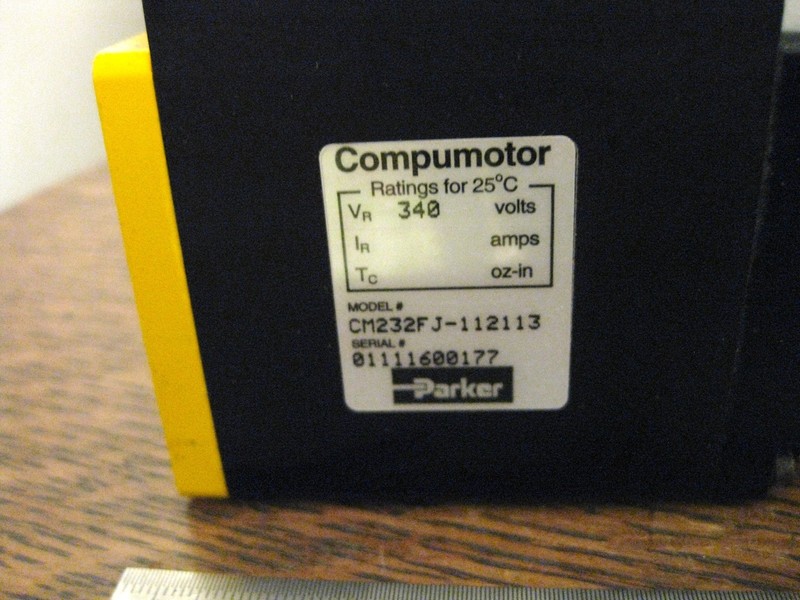 Compumotor
Ratings for 25°C
VR 340 volts
IR amps
TC oz-in
MODEL #
CM232FJ-112113
SERIAL #
01111600177
Parker